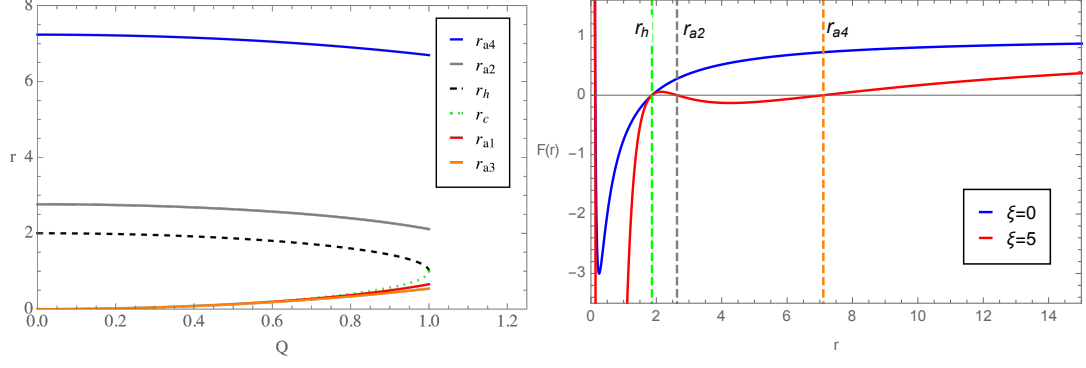 8
6
4
2
0
r
0.0 0.2 0.4 0.6 0.8 1.0 1.2
Q
r_a4
r_a2
r_h
r_c
r_a1
r_a3
r_h
r_a2
r_a4
1
0
−1
−2
−3
F(r)
0 2 4 6 8 10 12 14
r
ξ=0
ξ=5